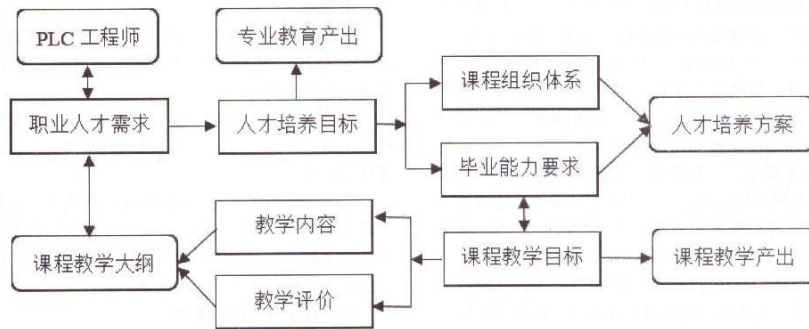 PLC 工程师
专业教育产出
课程组织体系
职业人才需求
人才培养目标
人才培养方案
毕业能力要求
教学内容
课程教学大纲
课程教学目标
课程教学产出
教学评价